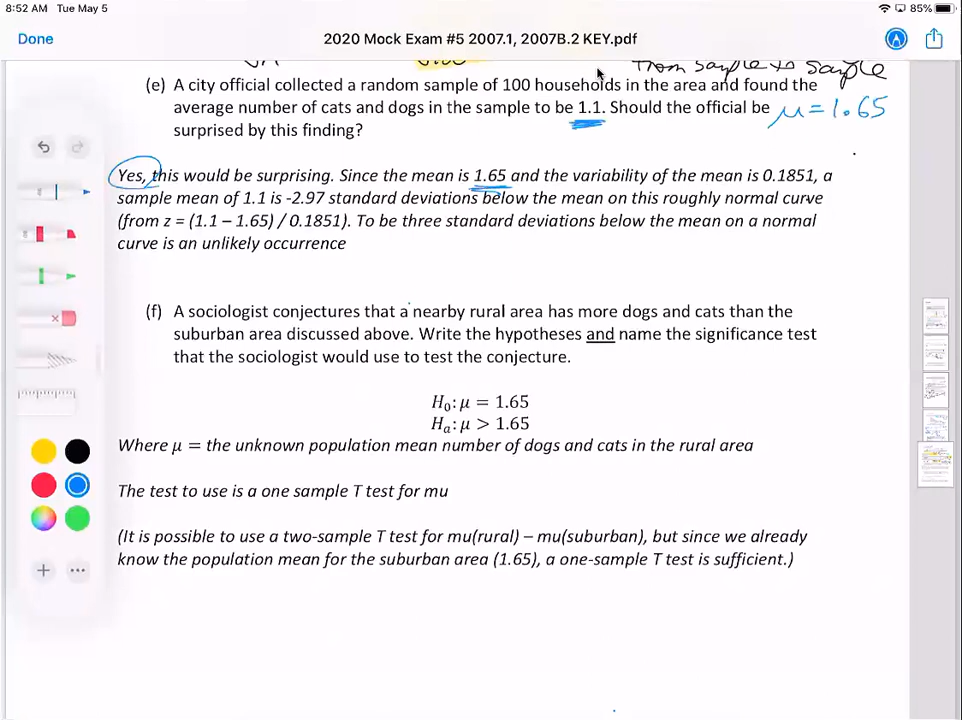 8:52 AM Tue May 5
85%
Done
2020 Mock Exam #5 2007.1, 2007B.2 KEY.pdf
from sample to sample
(e) A city official collected a random sample of 100 households in the area and found the
average number of cats and dogs in the sample to be 1.1. Should the official be
μ = 1.65
surprised by this finding?
Yes, this would be surprising. Since the mean is 1.65 and the variability of the mean is 0.1851, a
sample mean of 1.1 is -2.97 standard deviations below the mean on this roughly normal curve
(from z = (1.1 – 1.65) / 0.1851). To be three standard deviations below the mean on a normal
curve is an unlikely occurrence
(f) A sociologist conjectures that a nearby rural area has more dogs and cats than the
suburban area discussed above. Write the hypotheses and name the significance test
that the sociologist would use to test the conjecture.
H₀: μ = 1.65
Hₐ: μ > 1.65
Where μ = the unknown population mean number of dogs and cats in the rural area
The test to use is a one sample T test for mu
(It is possible to use a two-sample T test for mu(rural) – mu(suburban), but since we already
know the population mean for the suburban area (1.65), a one-sample T test is sufficient.)